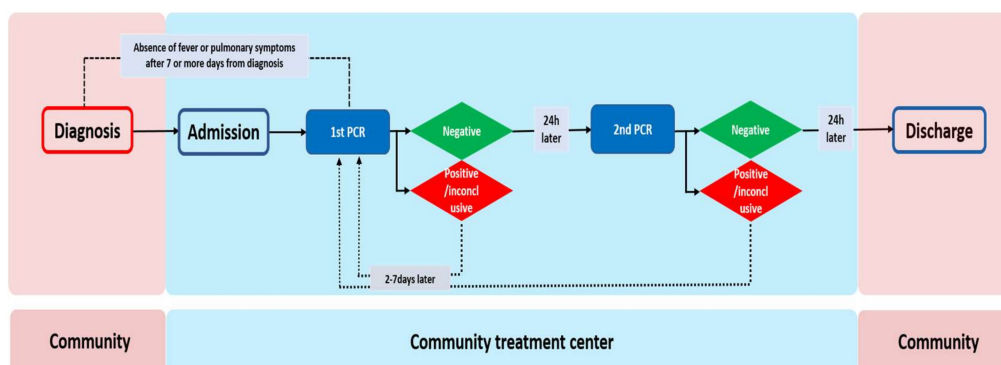 Absence of fever or pulmonary symptoms
after 7 or more days from diagnosis
Diagnosis
Admission
1st PCR
Negative
24h
later
2nd PCR
Negative
24h
later
Discharge
Positive
/inconcl
usive
Positive
/inconcl
usive
2-7days later
Community
Community treatment center
Community